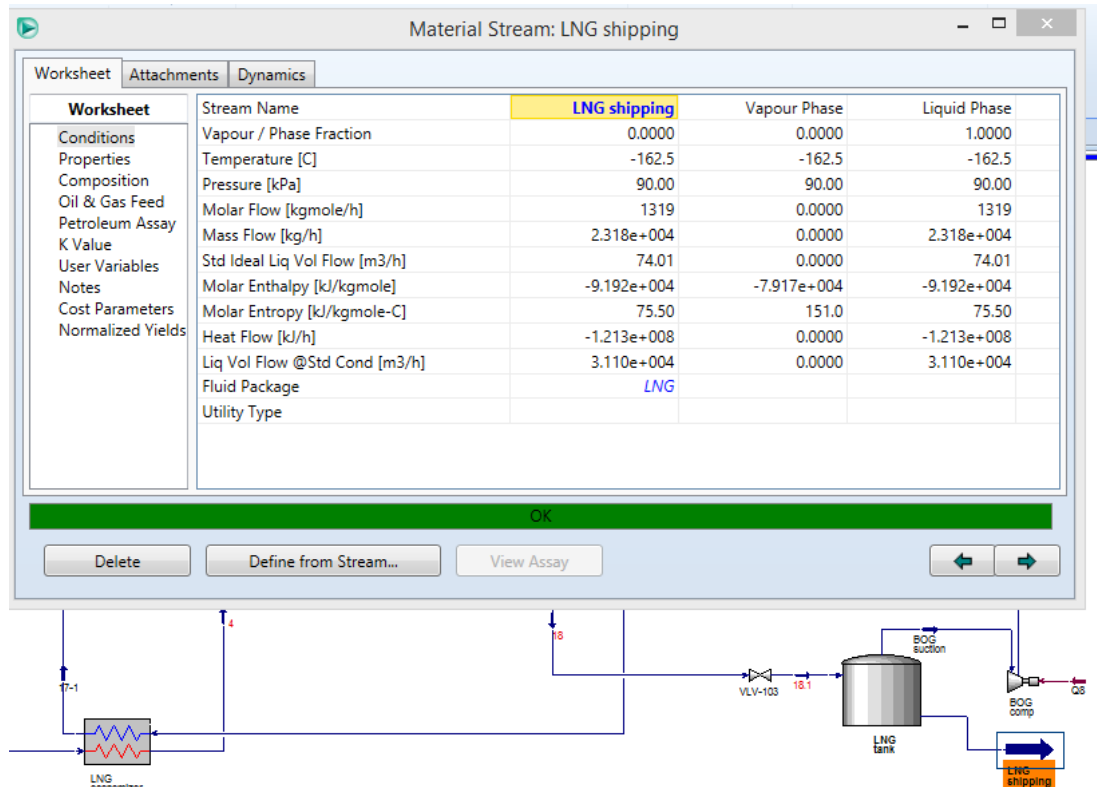 Material Stream: LNG shipping
Worksheet Attachments Dynamics
Worksheet
Conditions
Properties
Composition
Oil & Gas Feed
Petroleum Assay
K Value
User Variables
Notes
Cost Parameters
Normalized Yields
Stream Name LNG shipping Vapour Phase Liquid Phase
Vapour / Phase Fraction 0.0000 0.0000 1.0000
Temperature [C] -162.5 -162.5 -162.5
Pressure [kPa] 90.00 90.00 90.00
Molar Flow [kgmole/h] 1319 0.0000 1319
Mass Flow [kg/h] 2.318e+004 0.0000 2.318e+004
Std Ideal Liq Vol Flow [m3/h] 74.01 0.0000 74.01
Molar Enthalpy [kJ/kgmole] -9.192e+004 -7.917e+004 -9.192e+004
Molar Entropy [kJ/kgmole-C] 75.50 151.0 75.50
Heat Flow [kJ/h] -1.213e+008 0.0000 -1.213e+008
Liq Vol Flow @Std Cond [m3/h] 3.110e+004 0.0000 3.110e+004
Fluid Package LNG
Utility Type
OK
Delete Define from Stream... View Assay
4
18
17-1
VLV-103
18.1
BOG
suction
BOG
comp
Q8
LNG
tank
LNG
shipping
LNG